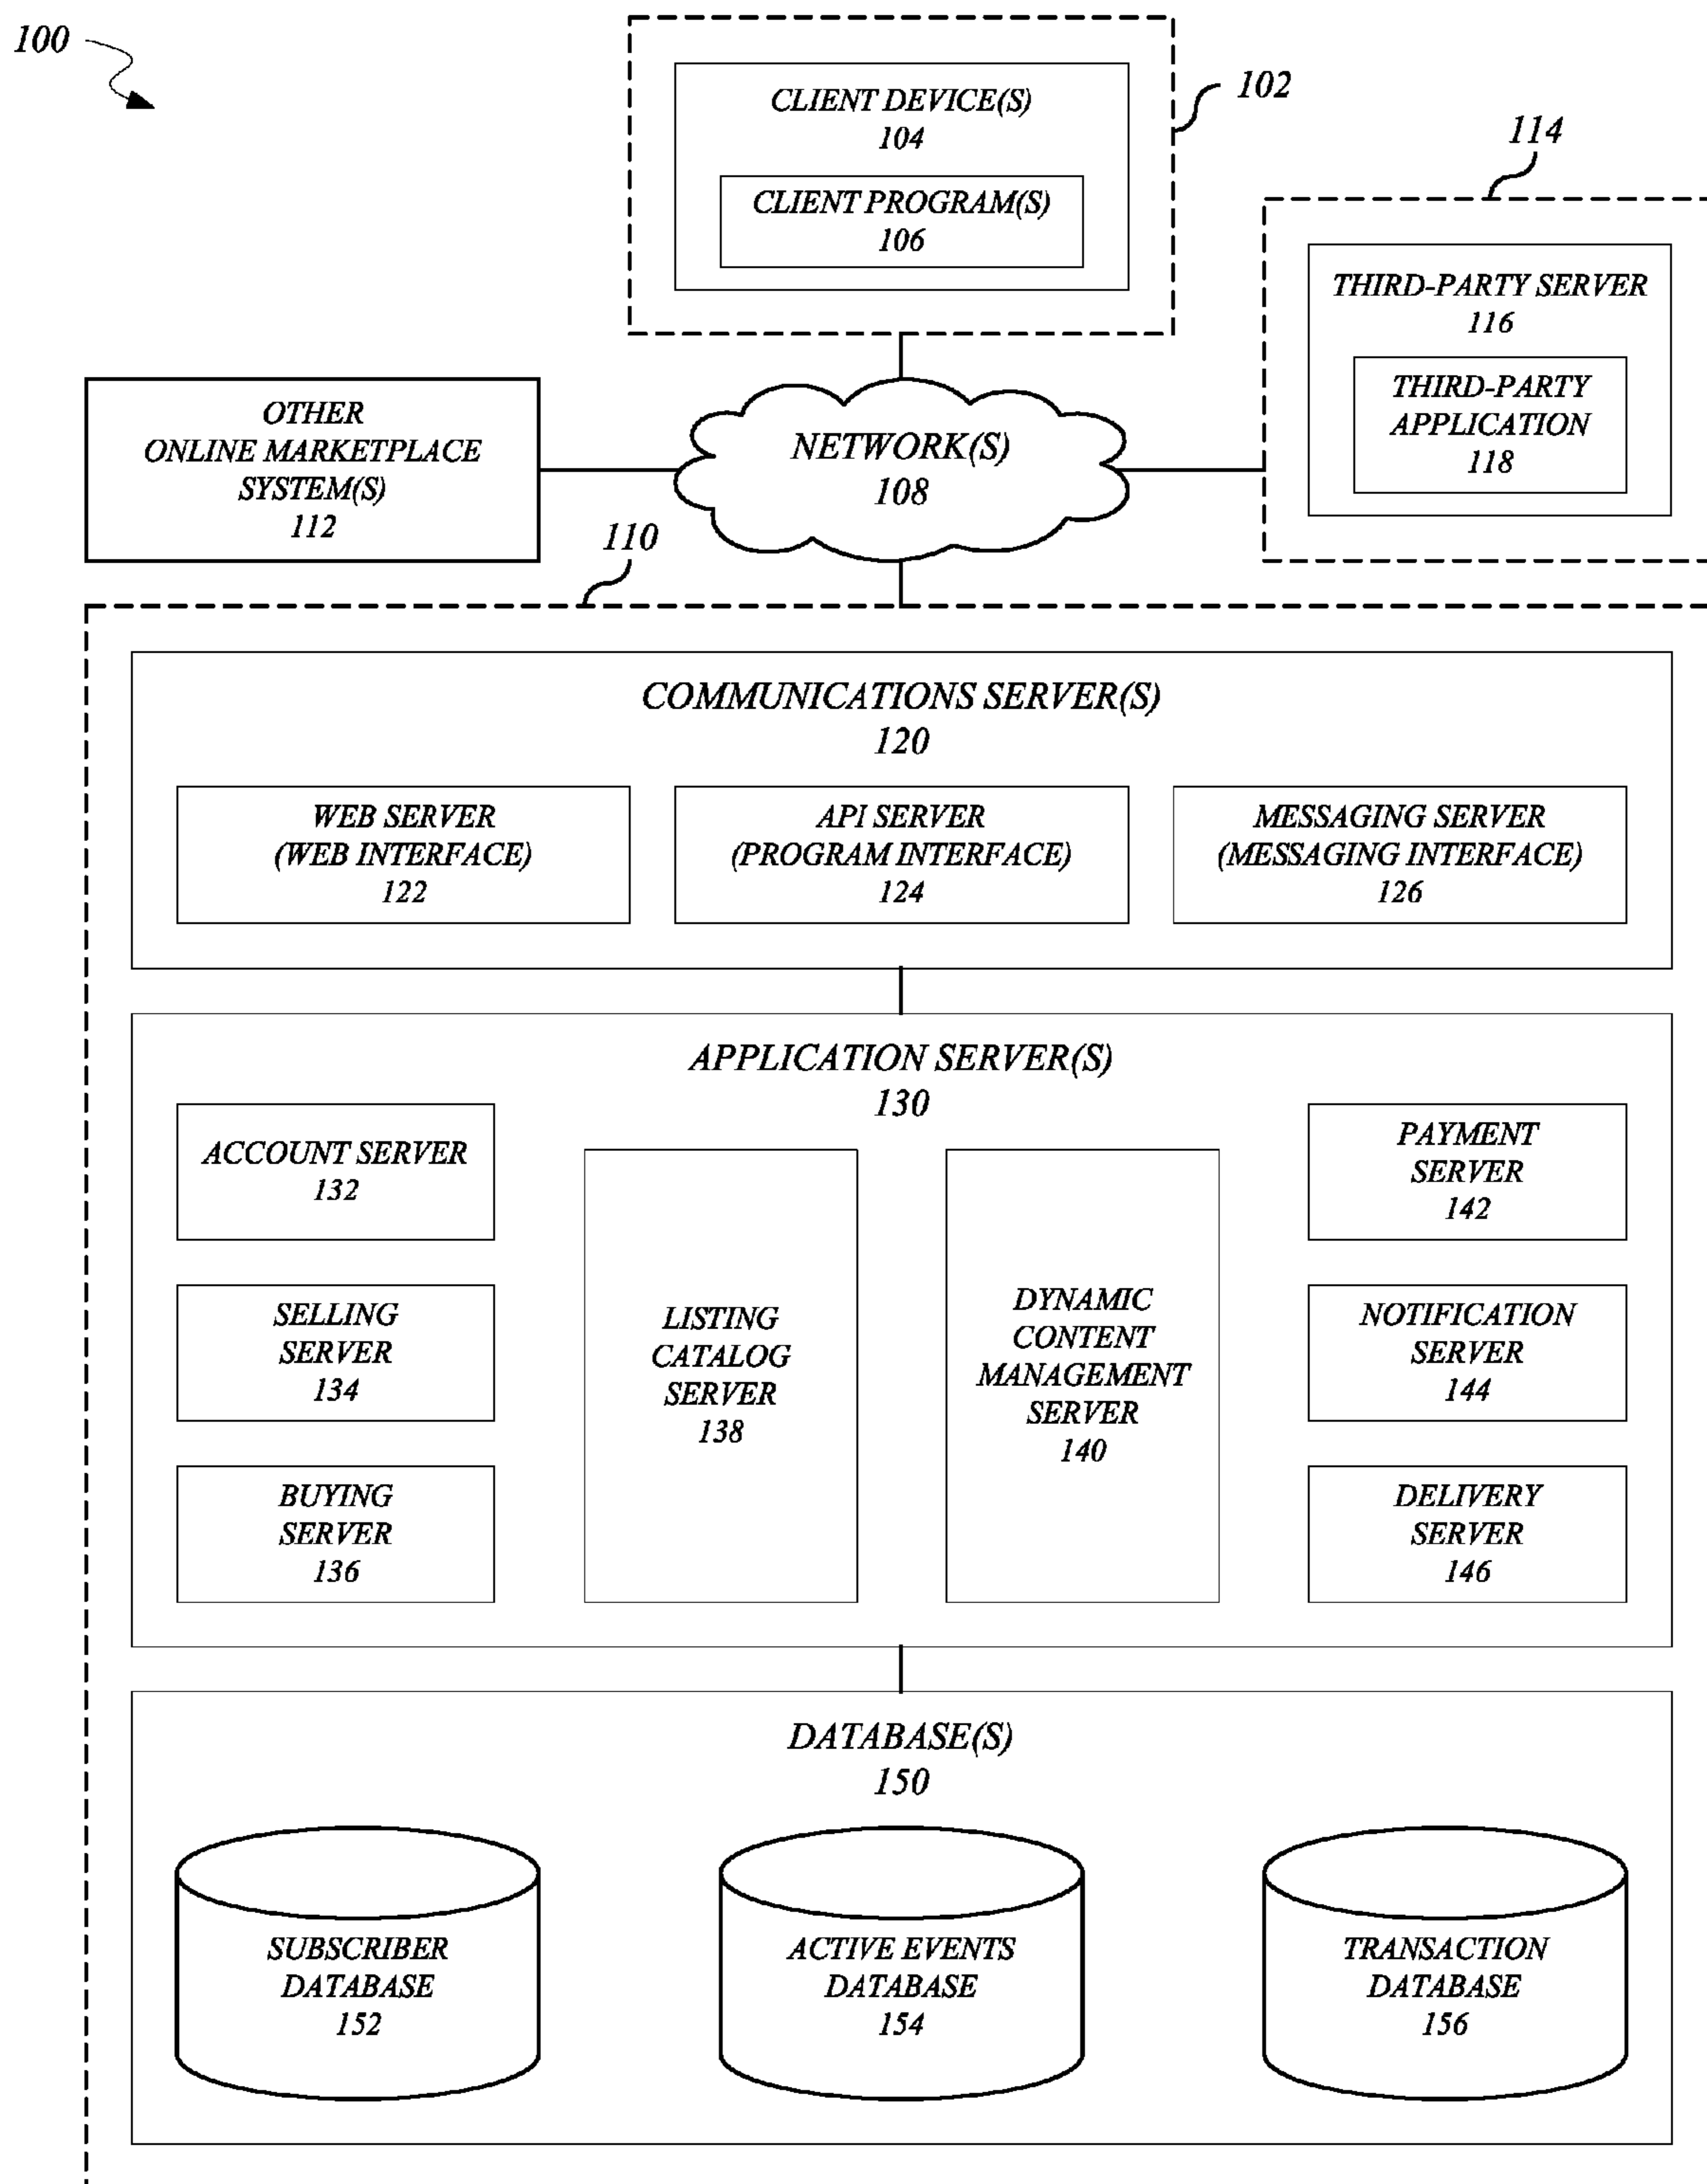 100
CLIENT DEVICE(S)
104
CLIENT PROGRAM(S)
106
102
114
THIRD-PARTY SERVER
116
THIRD-PARTY
APPLICATION
118
OTHER
ONLINE MARKETPLACE
SYSTEM(S)
112
NETWORK(S)
108
110
COMMUNICATIONS SERVER(S)
120
WEB SERVER
(WEB INTERFACE)
122
API SERVER
(PROGRAM INTERFACE)
124
MESSAGING SERVER
(MESSAGING INTERFACE)
126
APPLICATION SERVER(S)
130
ACCOUNT SERVER
132
SELLING
SERVER
134
BUYING
SERVER
136
LISTING
CATALOG
SERVER
138
DYNAMIC
CONTENT
MANAGEMENT
SERVER
140
PAYMENT
SERVER
142
NOTIFICATION
SERVER
144
DELIVERY
SERVER
146
DATABASE(S)
150
SUBSCRIBER
DATABASE
152
ACTIVE EVENTS
DATABASE
154
TRANSACTION
DATABASE
156